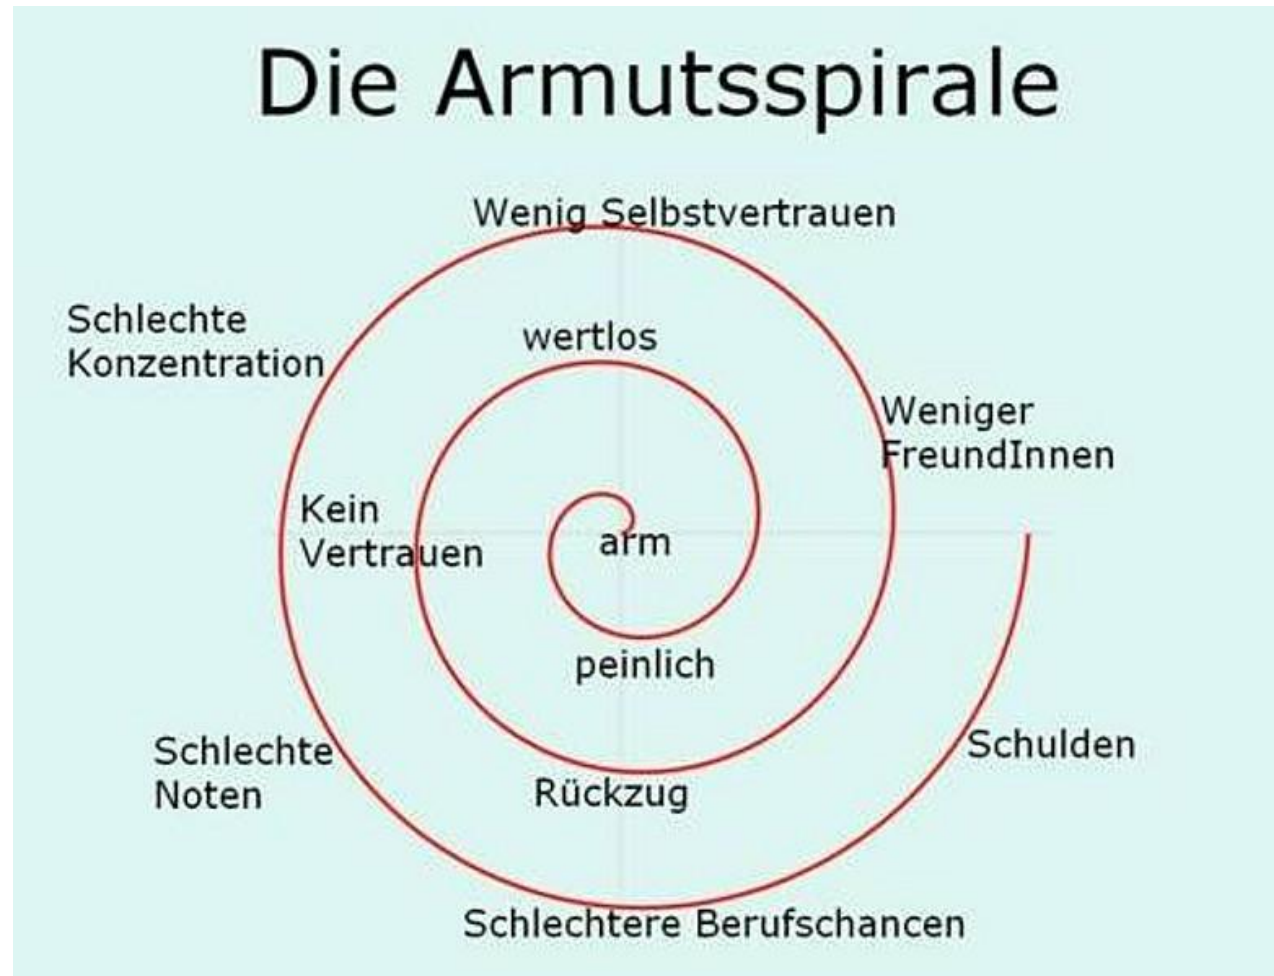 Die Armutsspirale
Wenig Selbstvertrauen
Schlechte
Konzentration
wertlos
Weniger
FreundInnen
Kein
Vertrauen
arm
peinlich
Schlechte
Noten
Rückzug
Schulden
Schlechtere Berufschancen